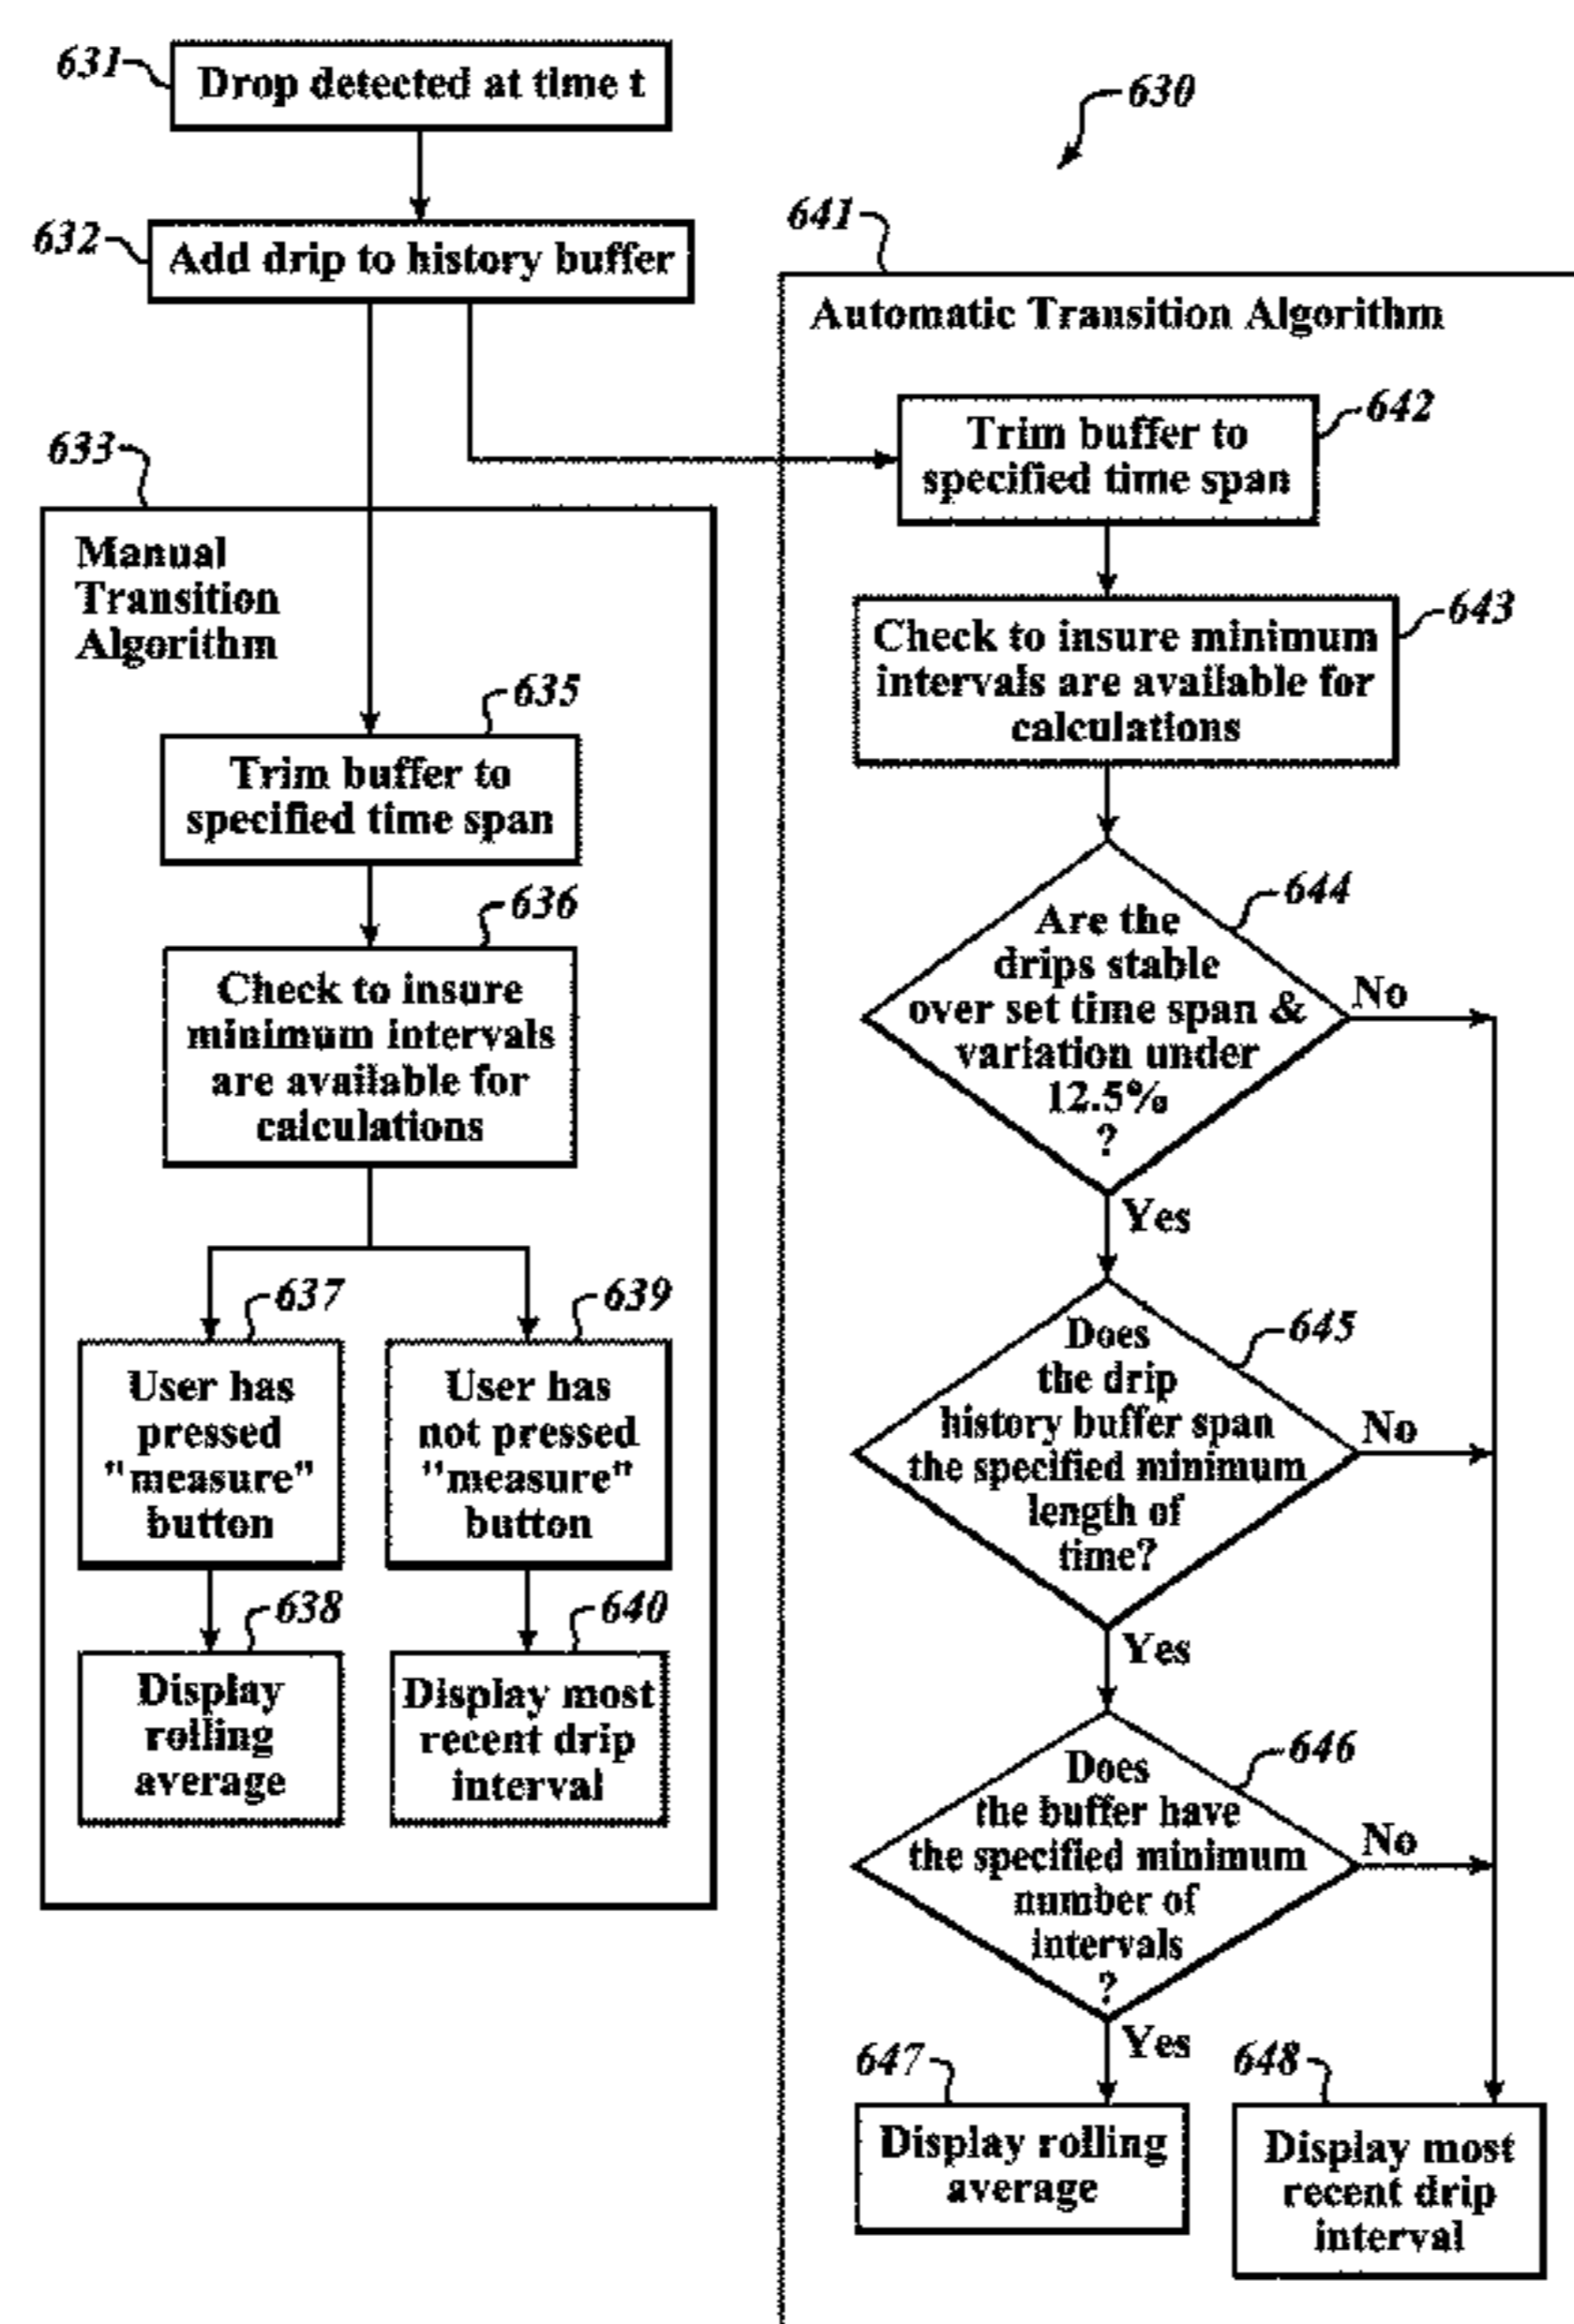 631
Drop detected at time t
630
632
Add drip to history buffer
633
Manual
Transition
Algorithm
635
Trim buffer to
specified time span
636
Check to insure
minimum intervals
are available for
calculations
637
User has
pressed
"measure"
button
639
User has
not pressed
"measure"
button
638
Display
rolling
average
640
Display most
recent drip
interval
641
Automatic Transition Algorithm
642
Trim buffer to
specified time span
643
Check to insure minimum
intervals are available for
calculations
644
Are the
drips stable
over set time span &
variation under
12.5%
?
No
Yes
645
Does
the drip
history buffer span
the specified minimum
length of
time?
No
Yes
646
Does
the buffer have
the specified minimum
number of
intervals
?
No
Yes
647
Display rolling
average
648
Display most
recent drip
interval